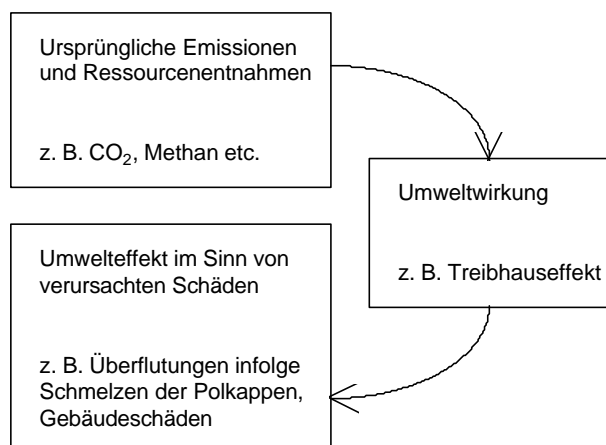 Ursprüngliche Emissionen
und Ressourcenentnahmen
z. B. CO₂, Methan etc.
Umweltwirkung
z. B. Treibhauseffekt
Umwelteffekt im Sinn von
verursachten Schäden
z. B. Überflutungen infolge
Schmelzen der Polkappen,
Gebäudeschäden